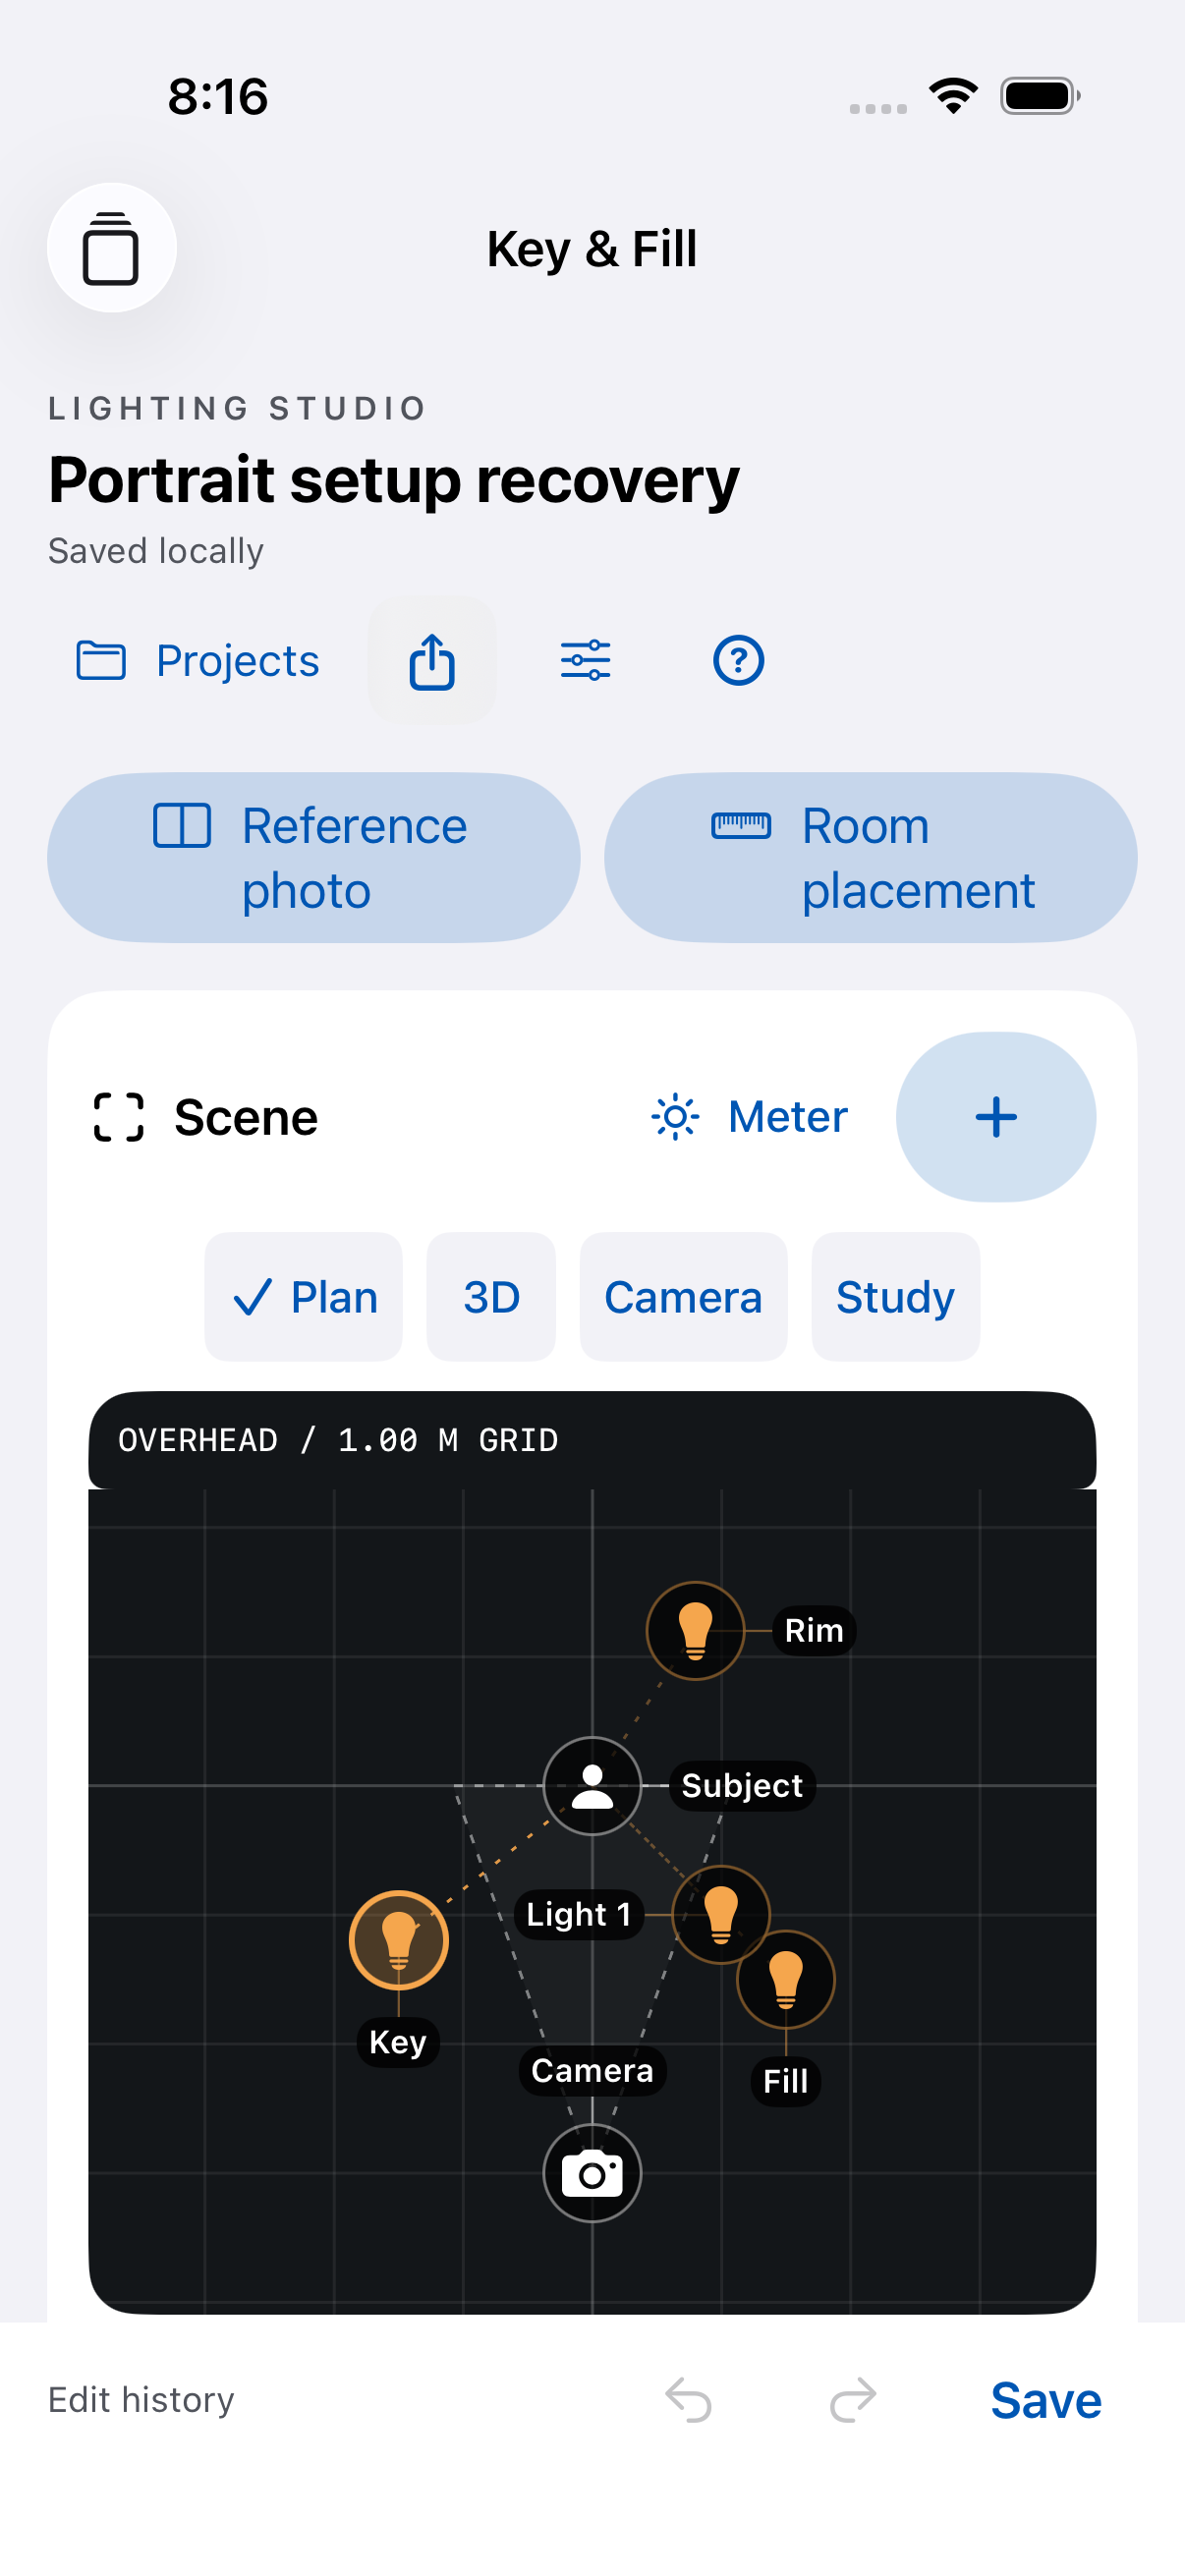 8:16
Key & Fill
LIGHTING STUDIO
Portrait setup recovery
Saved locally
Projects
Reference
photo
Room
placement
Scene
Meter
Plan
3D
Camera
Study
OVERHEAD / 1.00 M GRID
Rim
Subject
Light 1
Key
Camera
Fill
Edit history
Save